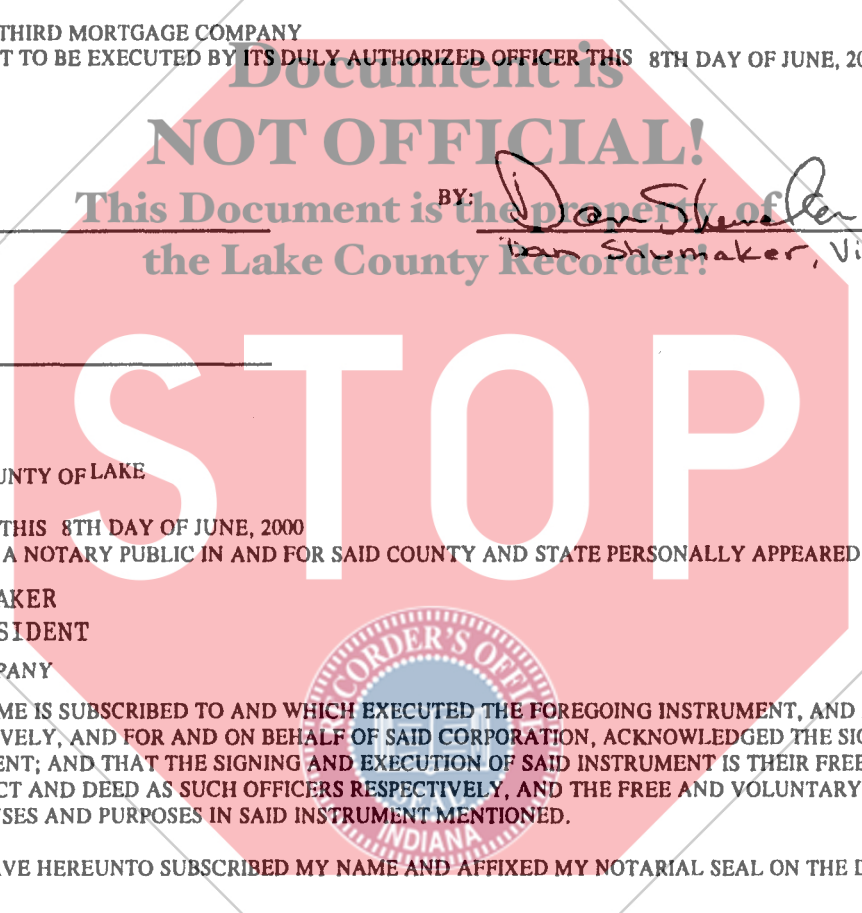 THIRD MORTGAGE COMPANY
T TO BE EXECUTED BY ITS DULY AUTHORIZED OFFICER THIS 8TH DAY OF JUNE, 20
Document is
NOT OFFICIAL!
This Document is the property of
the Lake County Recorder!
BY: Dan Shumaker
Dan Shumaker, Vi
STOP
UNTY OF LAKE
THIS 8TH DAY OF JUNE, 2000
A NOTARY PUBLIC IN AND FOR SAID COUNTY AND STATE PERSONALLY APPEARED
AKER
SIDENT
PANY
RECORDER'S OFFICE
ME IS SUBSCRIBED TO AND WHICH EXECUTED THE FOREGOING INSTRUMENT, AND
VELY, AND FOR AND ON BEHALF OF SAID CORPORATION, ACKNOWLEDGED THE SIG
ENT; AND THAT THE SIGNING AND EXECUTION OF SAID INSTRUMENT IS THEIR FREE
CT AND DEED AS SUCH OFFICERS RESPECTIVELY, AND THE FREE AND VOLUNTARY
SES AND PURPOSES IN SAID INSTRUMENT MENTIONED.
INDIANA
AVE HEREUNTO SUBSCRIBED MY NAME AND AFFIXED MY NOTARIAL SEAL ON THE D